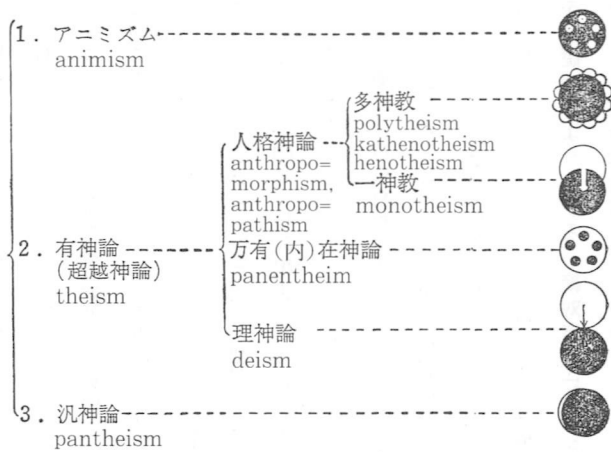 1. アニミズム
animism
多神教
polytheism
kathenotheism
henotheism
人格神論
anthropo=
morphism,
anthropo=
pathism
一神教
monotheism
2. 有神論
(超越神論)
theism
万有(内)在神論
panentheim
理神論
deism
3. 汎神論
pantheism